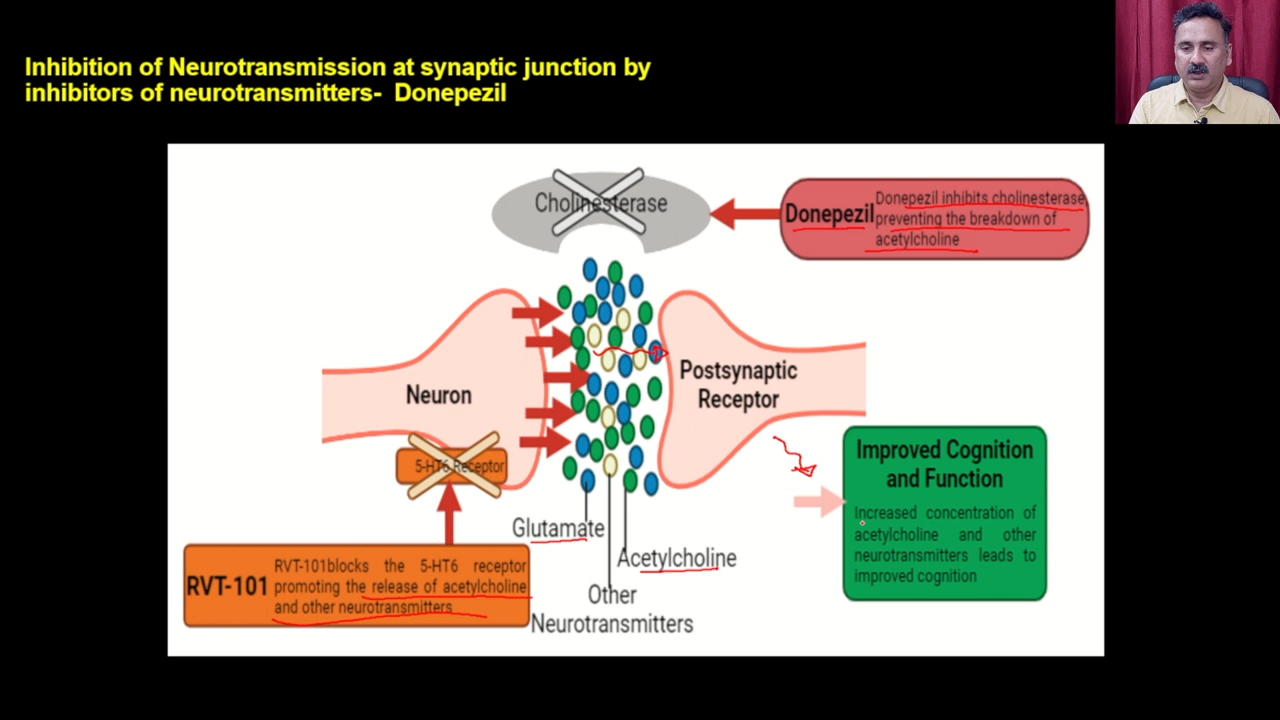 Inhibition of Neurotransmission at synaptic junction by
inhibitors of neurotransmitters- Donepezil
Cholinesterase
Donepezil
Donepezil inhibits cholinesterase
preventing the breakdown of
acetylcholine
Neuron
Postsynaptic
Receptor
5-HT6 Receptor
Improved Cognition
and Function
Increased concentration of
acetylcholine and other
neurotransmitters leads to
improved cognition
Glutamate
Acetylcholine
Other
Neurotransmitters
RVT-101
RVT-101blocks the 5-HT6 receptor
promoting the release of acetylcholine
and other neurotransmitters